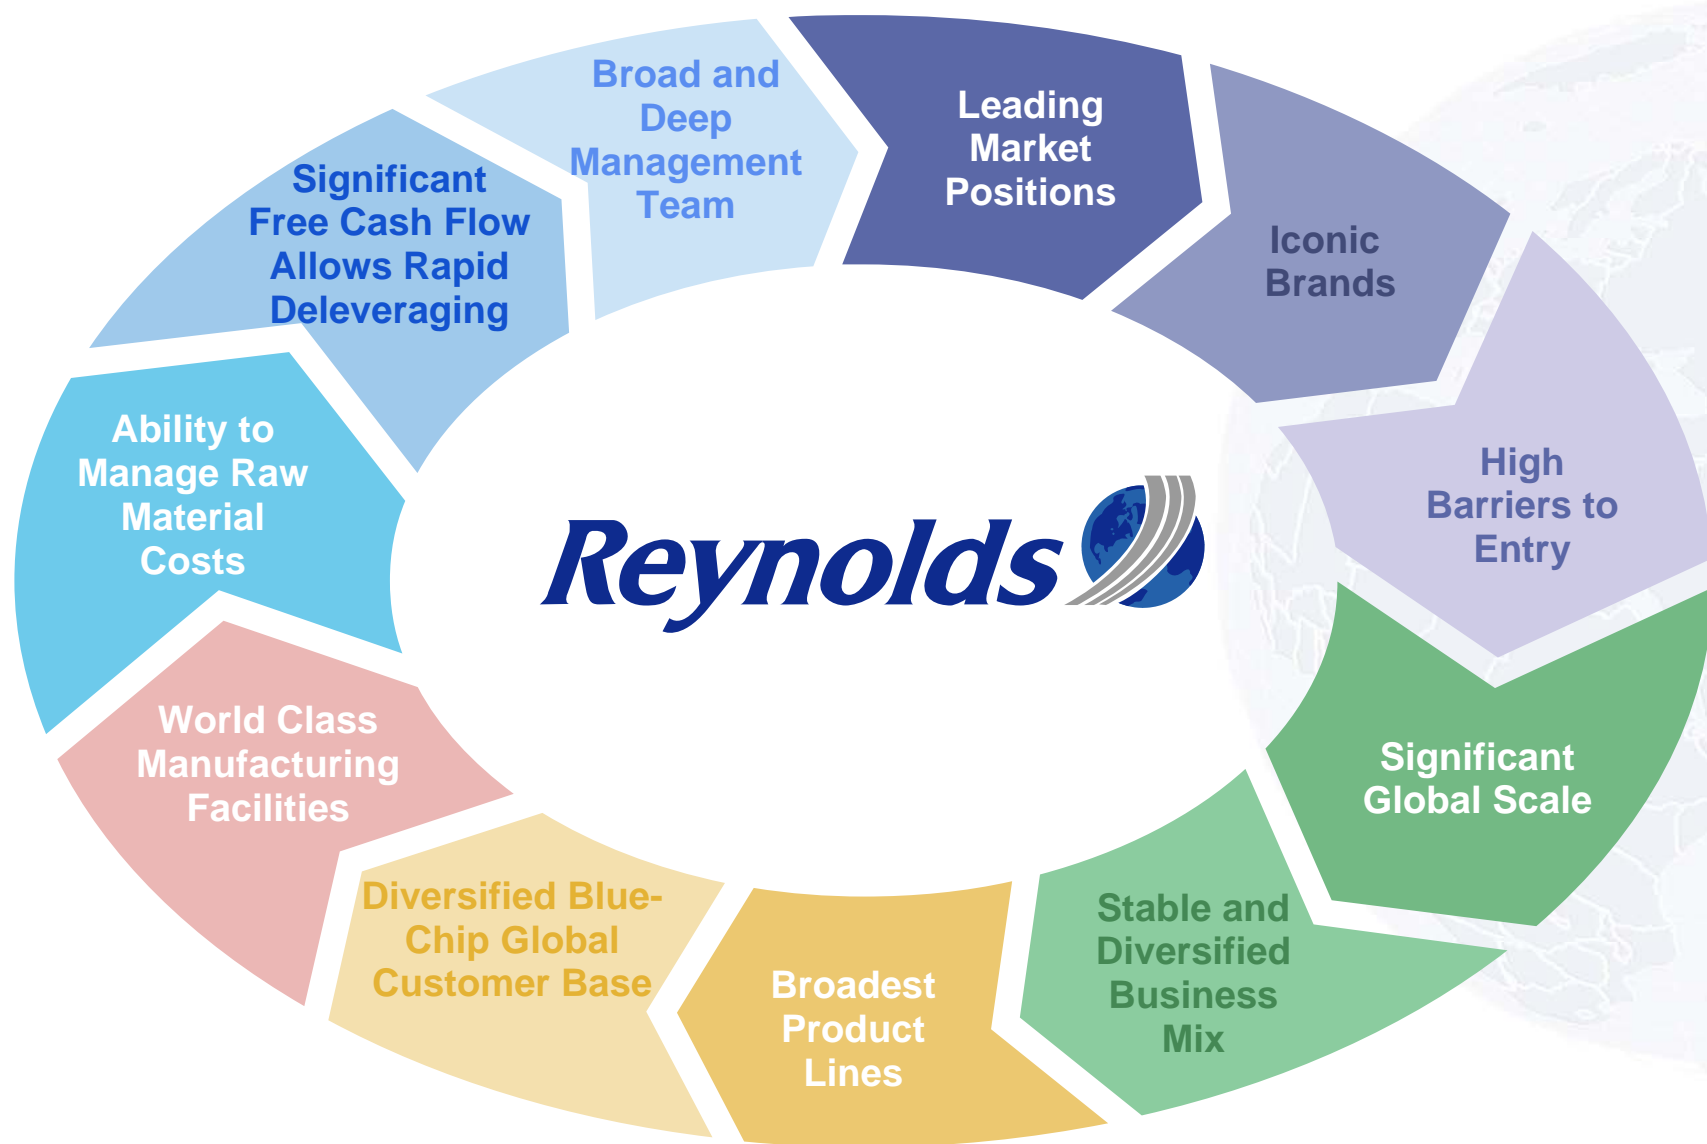 Broad and
Deep
Management
Team
Leading
Market
Positions
Iconic
Brands
High
Barriers to
Entry
Significant
Global Scale
Stable and
Diversified
Business
Mix
Broadest
Product
Lines
Diversified Blue-
Chip Global
Customer Base
World Class
Manufacturing
Facilities
Ability to
Manage Raw
Material
Costs
Significant
Free Cash Flow
Allows Rapid
Deleveraging
Reynolds